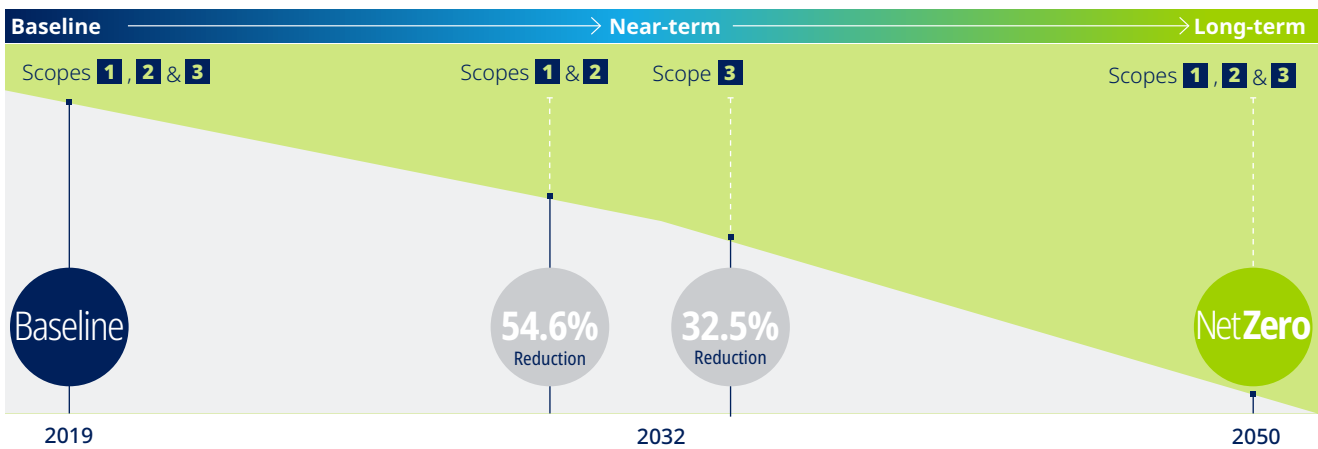 Baseline Near-term Long-term
Scopes 1 , 2 & 3 Scopes 1 & 2 Scope 3 Scopes 1 , 2 & 3
Baseline 54.6% Reduction 32.5% Reduction NetZero
2019 2032 2050